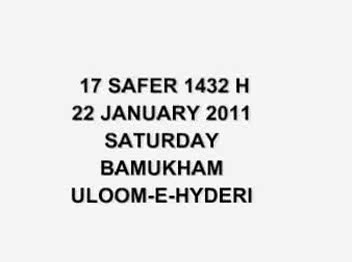 17 SAFER 1432 H
22 JANUARY 2011
SATURDAY
BAMUKHAM
ULOOM-E-HYDERI